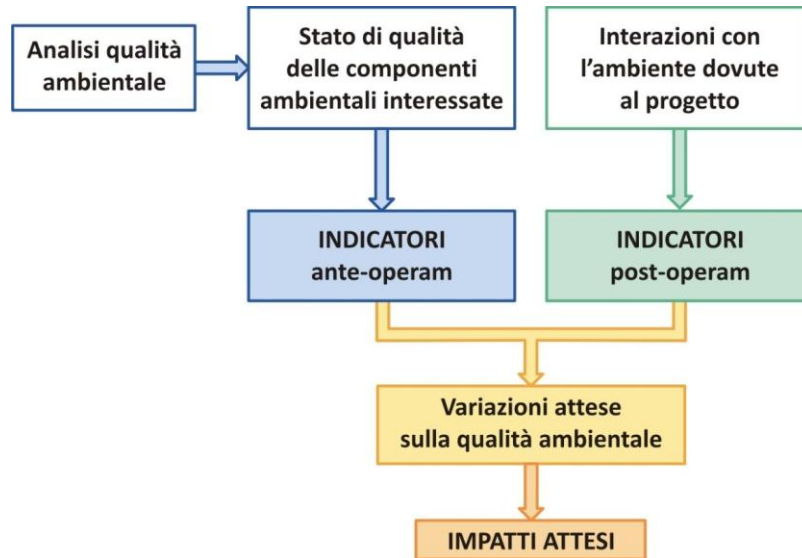 Analisi qualità
ambientale
Stato di qualità
delle componenti
ambientali interessate
Interazioni con
l’ambiente dovute
al progetto
INDICATORI
ante-operam
INDICATORI
post-operam
Variazioni attese
sulla qualità ambientale
IMPATTI ATTESI